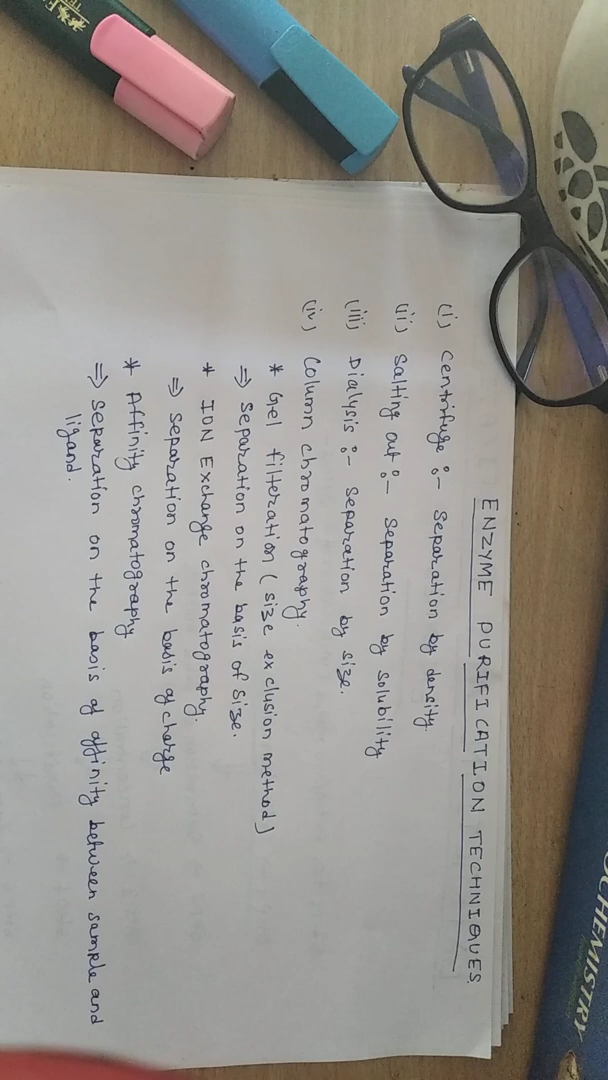 ENZYME PURIFICATION TECHNIQUES.
(i) Centrifuge :- Separation by density.
(ii) Salting out :- Separation by solubility
(iii) Dialysis :- Separation by size.
(iv) Column chromatography.
* Gel filteration (size exclusion method)
⇒ Separation on the basis of size.
* ION Exchange chromatography.
⇒ Separation on the basis of charge
* Affinity chromatography
⇒ Separation on the basis of affinity between sample and
ligand.
OCHEMISTRY